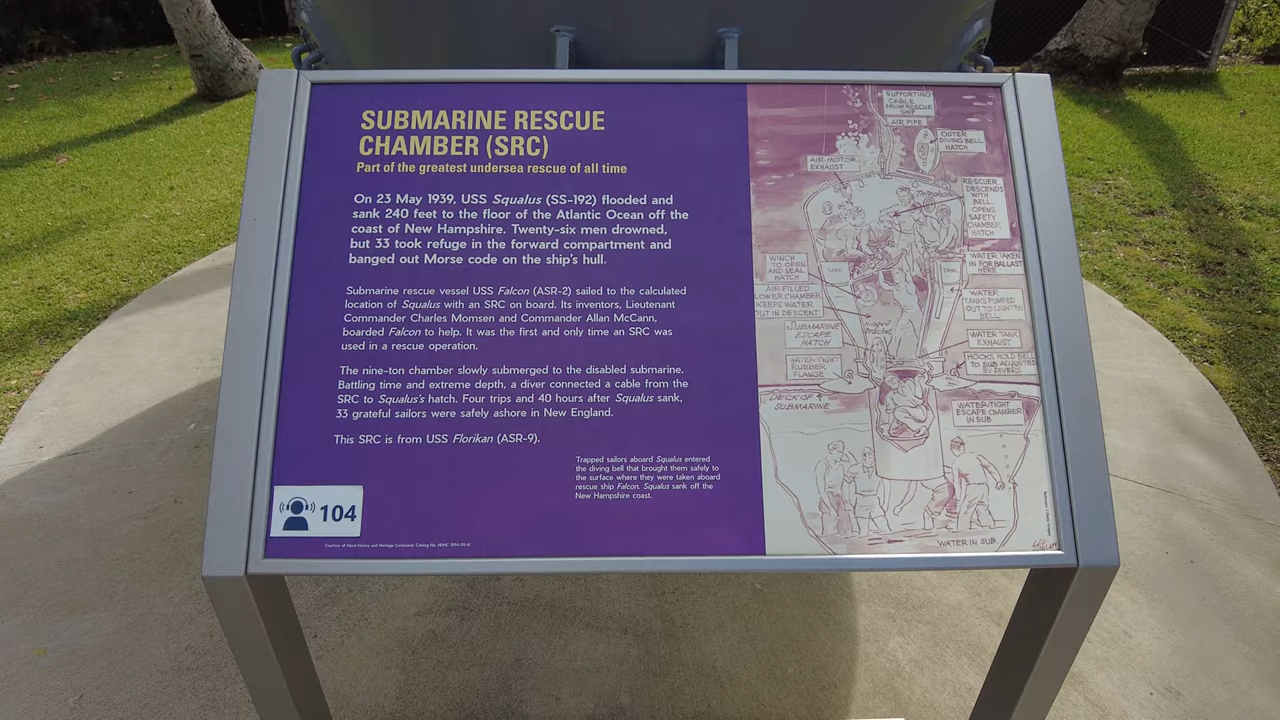 SUBMARINE RESCUE
CHAMBER (SRC)
Part of the greatest undersea rescue of all time
On 23 May 1939, USS Squalus (SS-192) flooded and
sank 240 feet to the floor of the Atlantic Ocean off the
coast of New Hampshire. Twenty-six men drowned,
but 33 took refuge in the forward compartment and
banged out Morse code on the ship's hull.
Submarine rescue vessel USS Falcon (ASR-2) sailed to the calculated
location of Squalus with an SRC on board. Its inventors, Lieutenant
Commander Charles Momsen and Commander Allan McCann,
boarded Falcon to help. It was the first and only time an SRC was
used in a rescue operation.
The nine-ton chamber slowly submerged to the disabled submarine.
Battling time and extreme depth, a diver connected a cable from the
SRC to Squalus's hatch. Four trips and 40 hours after Squalus sank,
33 grateful sailors were safely ashore in New England.
This SRC is from USS Florikan (ASR-9).
Trapped sailors aboard Squalus entered
the diving bell that brought them safely to
the surface where they were taken aboard
rescue ship Falcon. Squalus sank off the
New Hampshire coast.
104
SUPPORTING
CABLE
FROM RESCUE
SHIP
AIR PIPE
OUTER
DIVING BELL
HATCH
AIR-MOTOR
EXHAUST
Telephone
RESCUER
DESCENDS
WITH
BELL,
OPENS
SAFETY
CHAMBER
HATCH
WINCH
TO OPEN
AND SEAL
HATCH
TANK
TANK
WATER TAKEN
IN FOR BALLAST
HERE
AIR-FILLED
LOWER CHAMBER
KEEPS WATER
OUT IN DESCENT
WATER
TANKS PUMPED
OUT TO LIGHTEN
BELL
SUBMARINE
ESCAPE
HATCH
WATER TANK
EXHAUST
WATER-TIGHT
RUBBER
FLANGE
HOOKS HOLD BELL
TO SUB ADJUSTED
BY DIVERS
DECK OF
SUBMARINE
WATER-TIGHT
ESCAPE CHAMBER
IN SUB
WATER IN SUB.